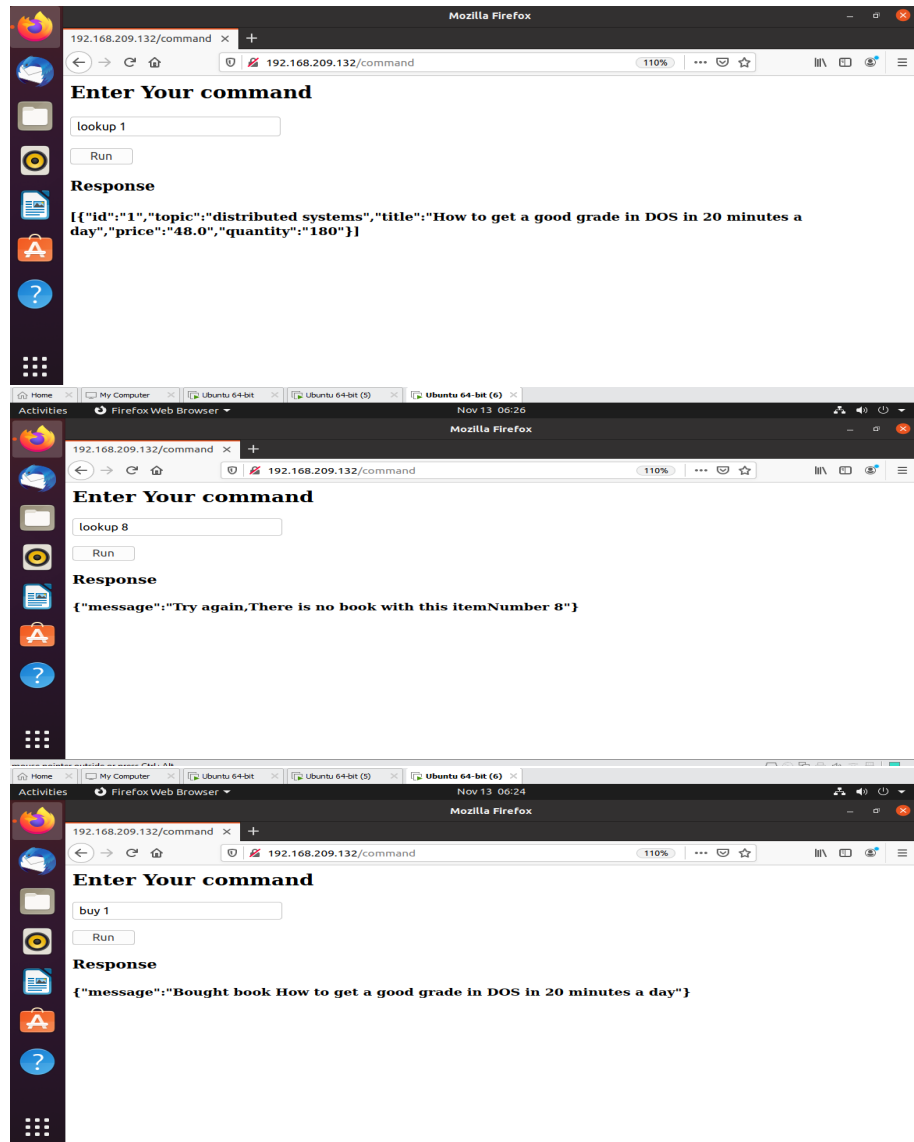 Mozilla Firefox
192.168.209.132/command
192.168.209.132/command
110%
Enter Your command
lookup 1
Run
Response
[{"id":"1","topic":"distributed systems","title":"How to get a good grade in DOS in 20 minutes a
day","price":"48.0","quantity":"180"}]
Home My Computer Ubuntu 64-bit Ubuntu 64-bit (5) Ubuntu 64-bit (6)
Activities Firefox Web Browser Nov 13 06:26
Mozilla Firefox
192.168.209.132/command
192.168.209.132/command
110%
Enter Your command
lookup 8
Run
Response
{"message":"Try again,There is no book with this itemNumber 8"}
Home My Computer Ubuntu 64-bit Ubuntu 64-bit (5) Ubuntu 64-bit (6)
Activities Firefox Web Browser Nov 13 06:24
Mozilla Firefox
192.168.209.132/command
192.168.209.132/command
110%
Enter Your command
buy 1
Run
Response
{"message":"Bought book How to get a good grade in DOS in 20 minutes a day"}